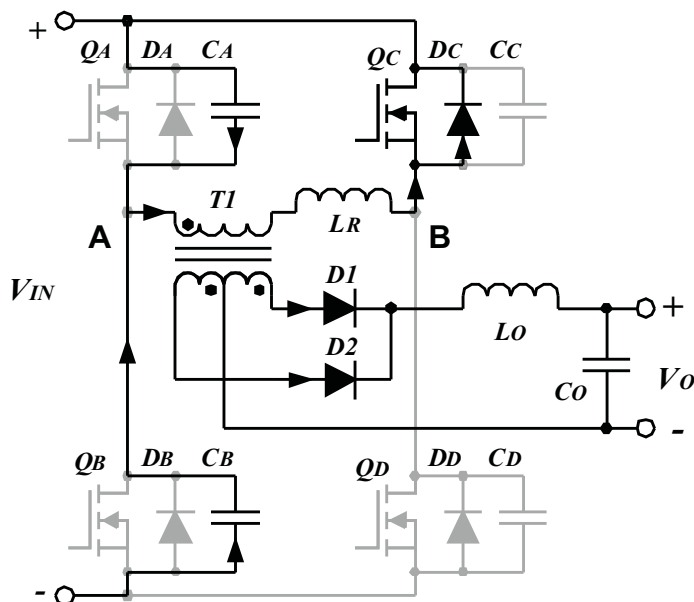 +
QA DA CA QC DC CC
T1
LR
A B
VIN
D1
D2
LO
+
CO VO
-
QB DB CB QD DD CD
-